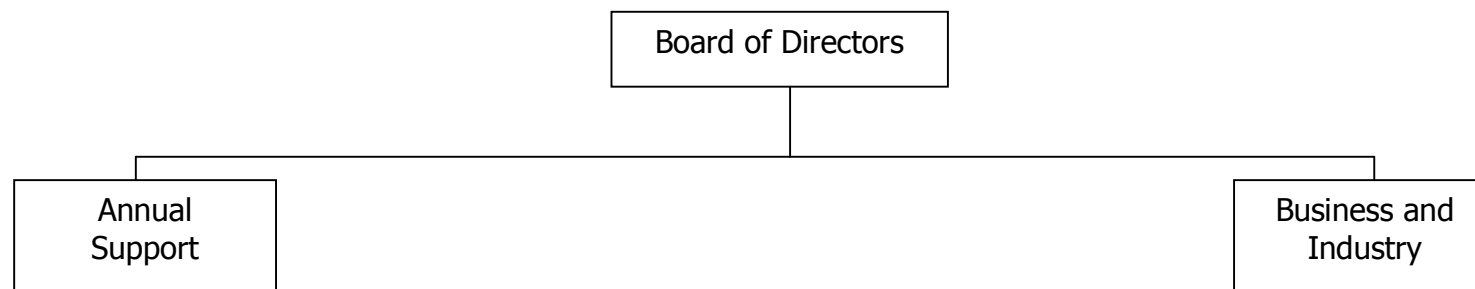 Board of Directors
Annual
Support
Business and
Industry